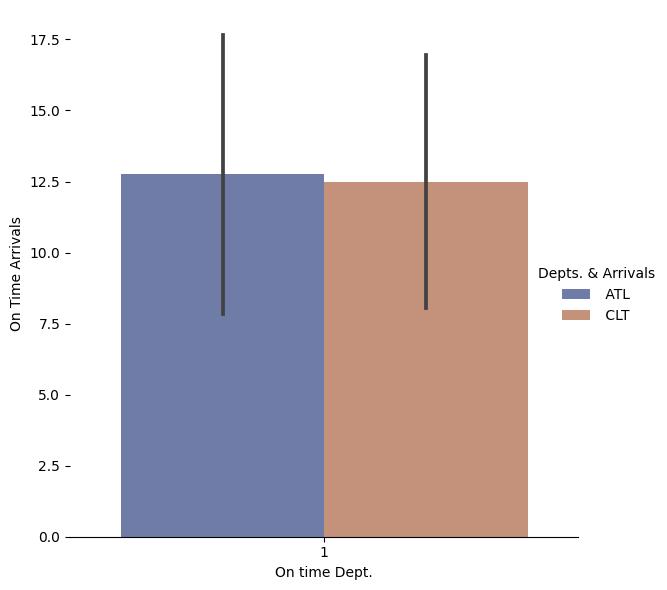 17.5
15.0
12.5
10.0
7.5
5.0
2.5
0.0
On Time Arrivals
1
On time Dept.
Depts. & Arrivals
ATL
CLT